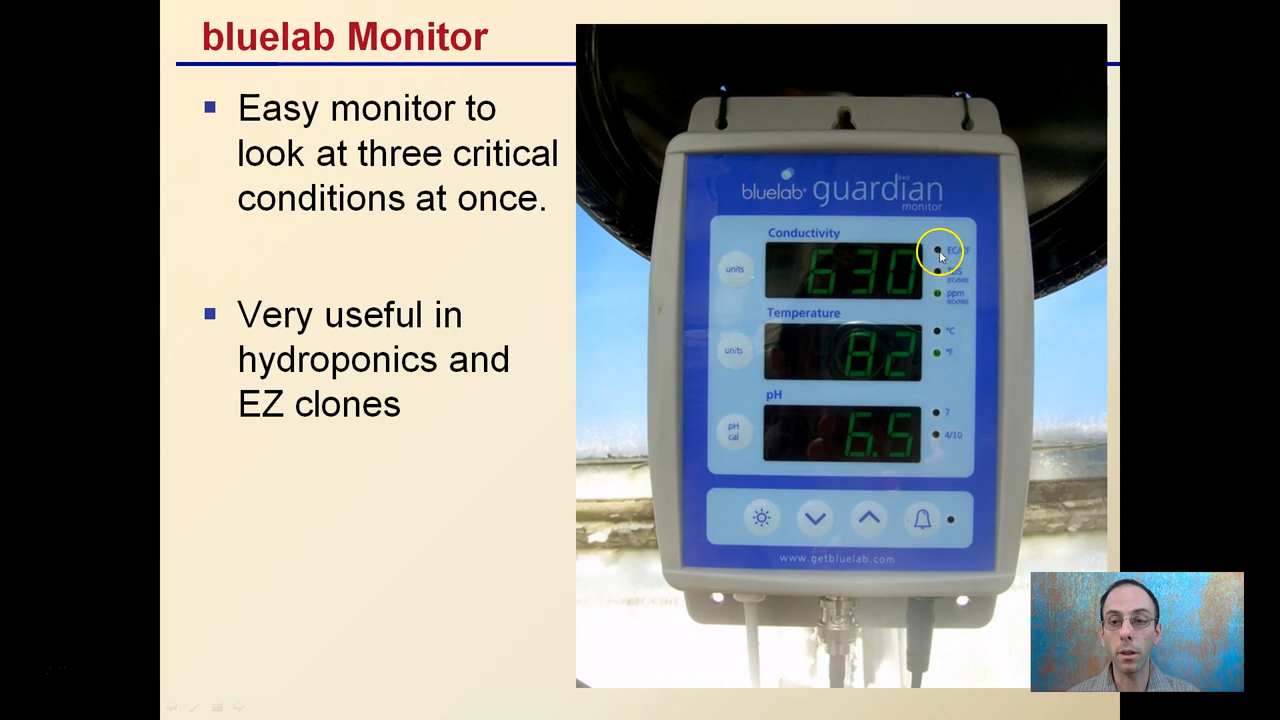 bluelab Monitor
Easy monitor to
look at three critical
conditions at once.
Very useful in
hydroponics and
EZ clones
bluelab® guardian
monitor
Conductivity
units
630
ppm
Temperature
units
82
°C
°F
pH
pH
cal
6.5
7
4/10
www.getbluelab.com